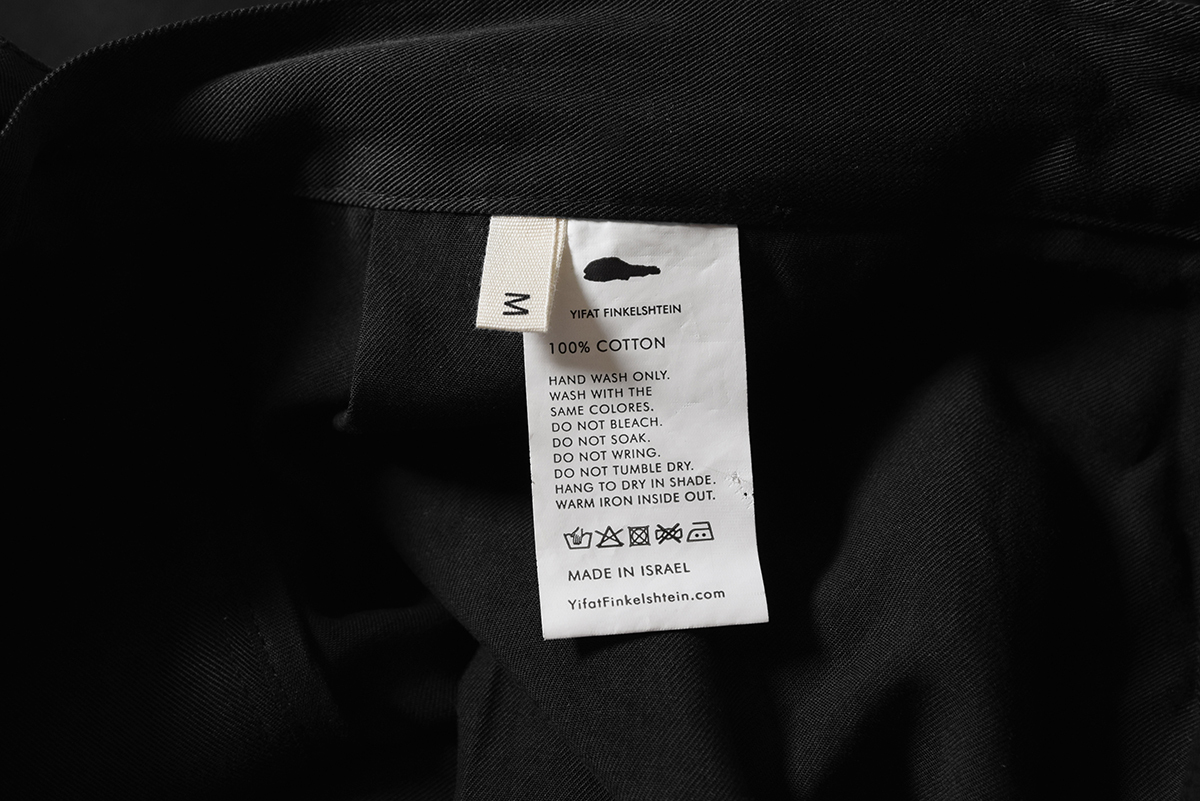 M
YIFAT FINKELSHTEIN
100% COTTON
HAND WASH ONLY.
WASH WITH THE
SAME COLORES.
DO NOT BLEACH.
DO NOT SOAK.
DO NOT WRING.
DO NOT TUMBLE DRY.
HANG TO DRY IN SHADE.
WARM IRON INSIDE OUT.
MADE IN ISRAEL
YifatFinkelshtein.com